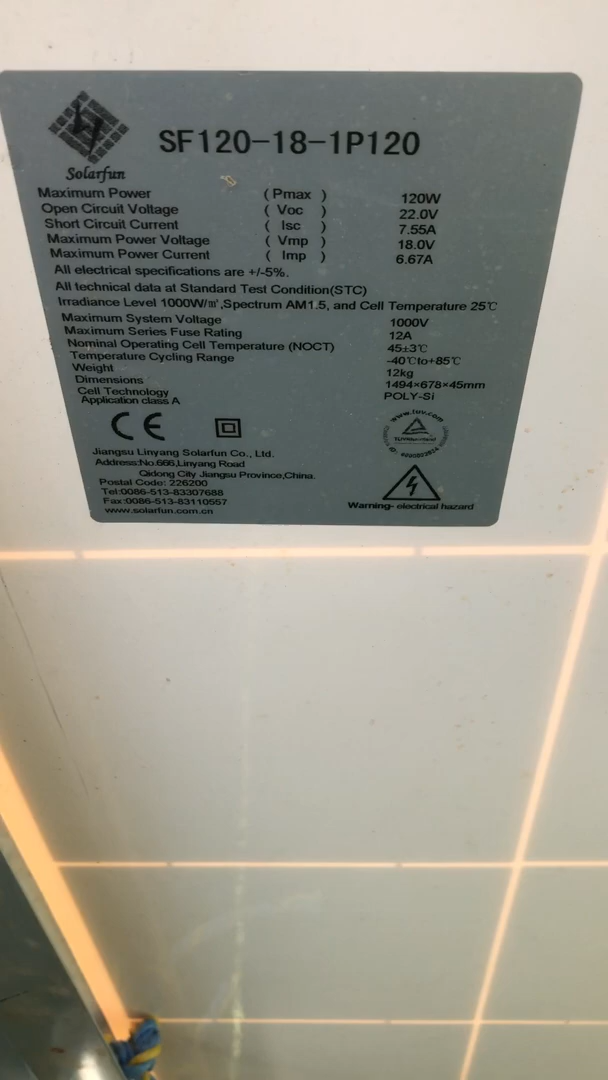 SF120-18-1P120
Solarfun
Maximum Power ( Pmax ) 120W
Open Circuit Voltage ( Voc ) 22.0V
Short Circuit Current ( Isc ) 7.55A
Maximum Power Voltage ( Vmp ) 18.0V
Maximum Power Current ( Imp ) 6.67A
All electrical specifications are +/-5%.
All technical data at Standard Test Condition(STC)
Irradiance Level 1000W/㎡,Spectrum AM1.5, and Cell Temperature 25℃
Maximum System Voltage 1000V
Maximum Series Fuse Rating 12A
Nominal Operating Cell Temperature (NOCT) 45±3℃
Temperature Cycling Range -40℃to+85℃
Weight 12kg
Dimensions 1494×678×45mm
Cell Technology POLY-Si
Application class A
CE
www.tuv.com
Jiangsu Linyang Solarfun Co., Ltd.
Address:No.666,Linyang Road
Qidong City Jiangsu Province,China.
Postal Code: 226200
Tel:0086-513-83307688
Fax:0086-513-83110557
www.solarfun.com.cn
Warning- electrical hazard